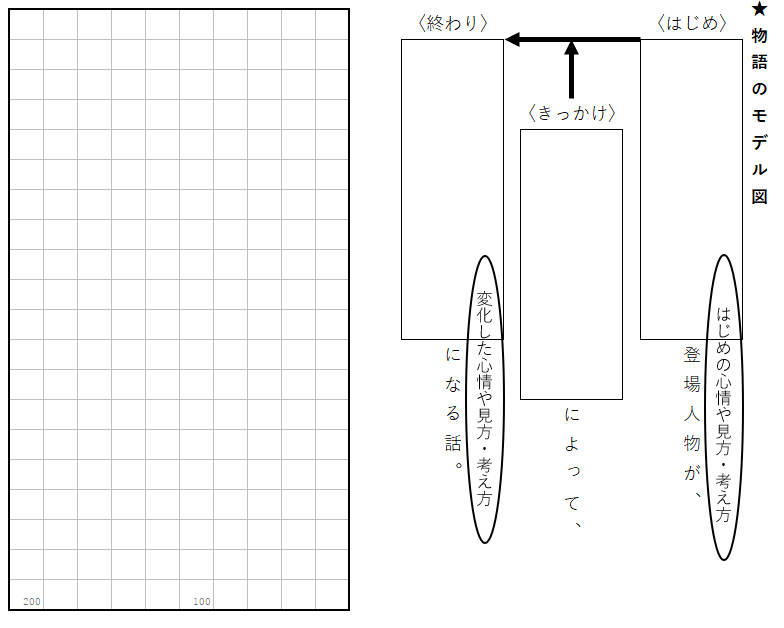 ★物語のモデル図
〈はじめ〉
はじめの心情や見方・考え方
登場人物が、
〈きっかけ〉
によって、
〈終わり〉
変化した心情や見方・考え方
になる話。
100
200